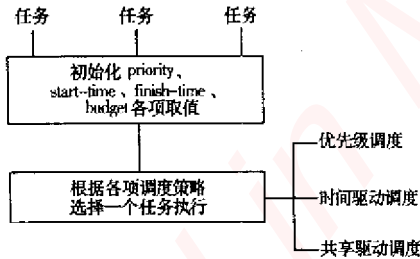 任务 任务 任务
初始化 priority、
start-time、finish-time、
budget 各项取值
根据各项调度策略
选择一个任务执行
优先级调度
时间驱动调度
共享驱动调度